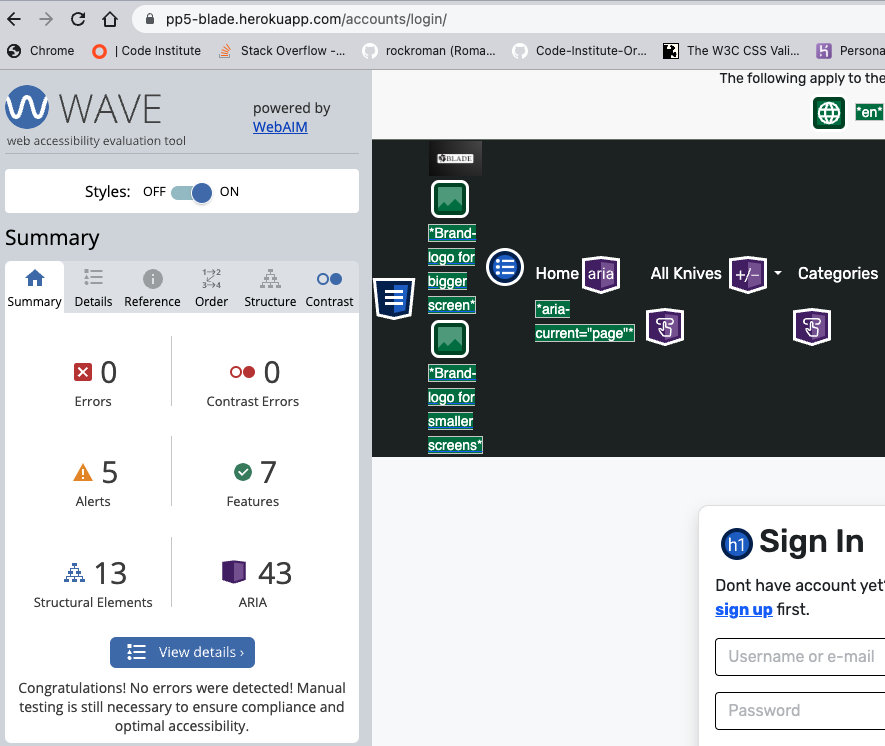 pp5-blade.herokuapp.com/accounts/login/
Chrome | Code Institute Stack Overflow -... rockroman (Roma... Code-Institute-Or... The W3C CSS Vali... Persona
The following apply to the
*en*
WAVE
web accessibility evaluation tool
powered by
WebAIM
Styles: OFF ON
Summary
Summary Details Reference Order Structure Contrast
0
Errors
0
Contrast Errors
5
Alerts
7
Features
13
Structural Elements
43
ARIA
View details ›
Congratulations! No errors were detected! Manual
testing is still necessary to ensure compliance and
optimal accessibility.
BLADE
*Brand-
logo for
bigger
screen*
*Brand-
logo for
smaller
screens*
Home aria All Knives +/- Categories
*aria-
current="page"*
h1 Sign In
Dont have account yet?
sign up first.
Username or e-mail
Password